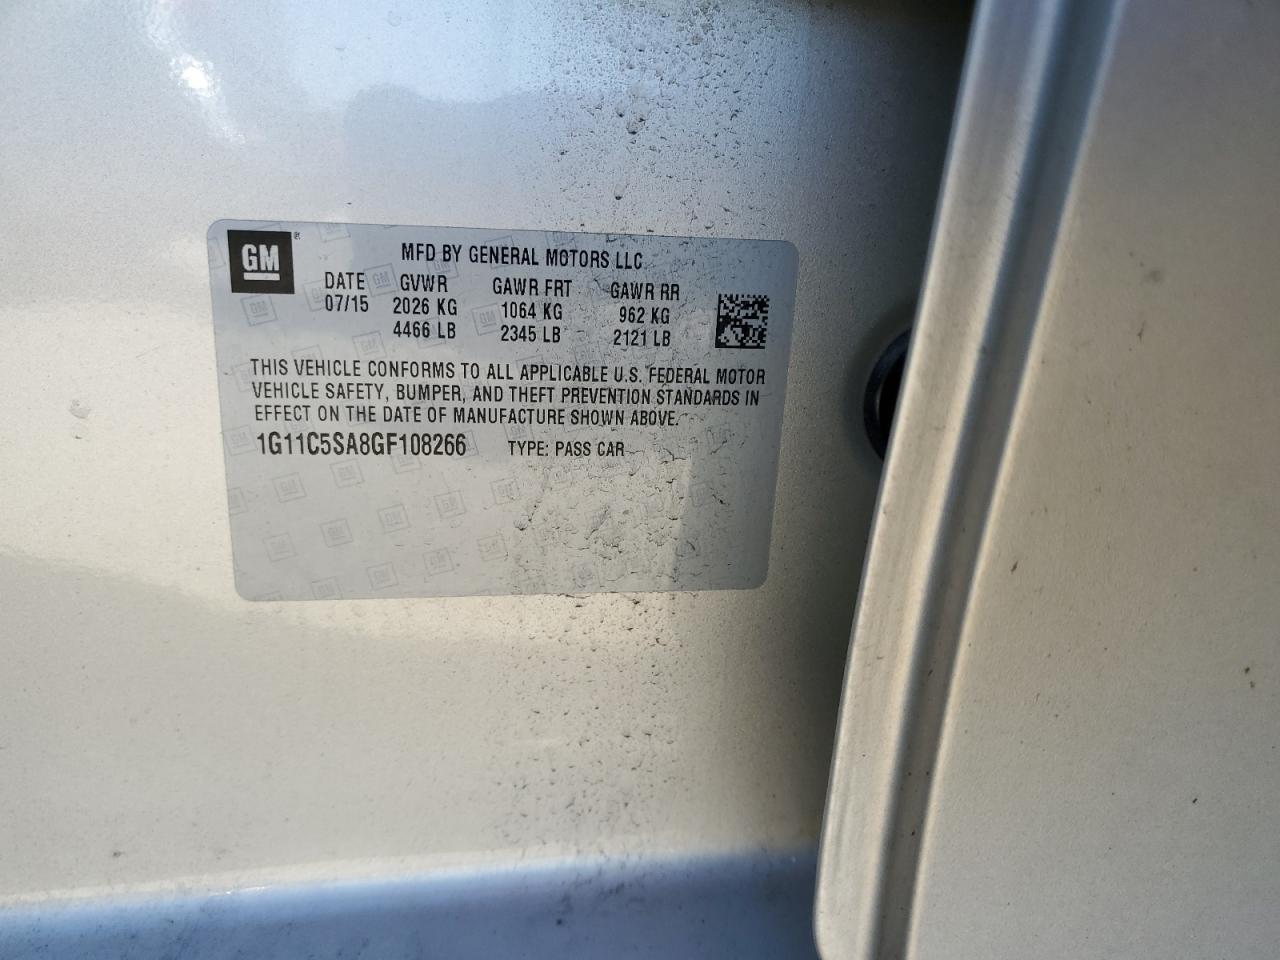 GM ®
MFD BY GENERAL MOTORS LLC
DATE GVWR GAWR FRT GAWR RR
07/15 2026 KG 1064 KG 962 KG
4466 LB 2345 LB 2121 LB
THIS VEHICLE CONFORMS TO ALL APPLICABLE U.S. FEDERAL MOTOR
VEHICLE SAFETY, BUMPER, AND THEFT PREVENTION STANDARDS IN
EFFECT ON THE DATE OF MANUFACTURE SHOWN ABOVE.
1G11C5SA8GF108266 TYPE: PASS CAR